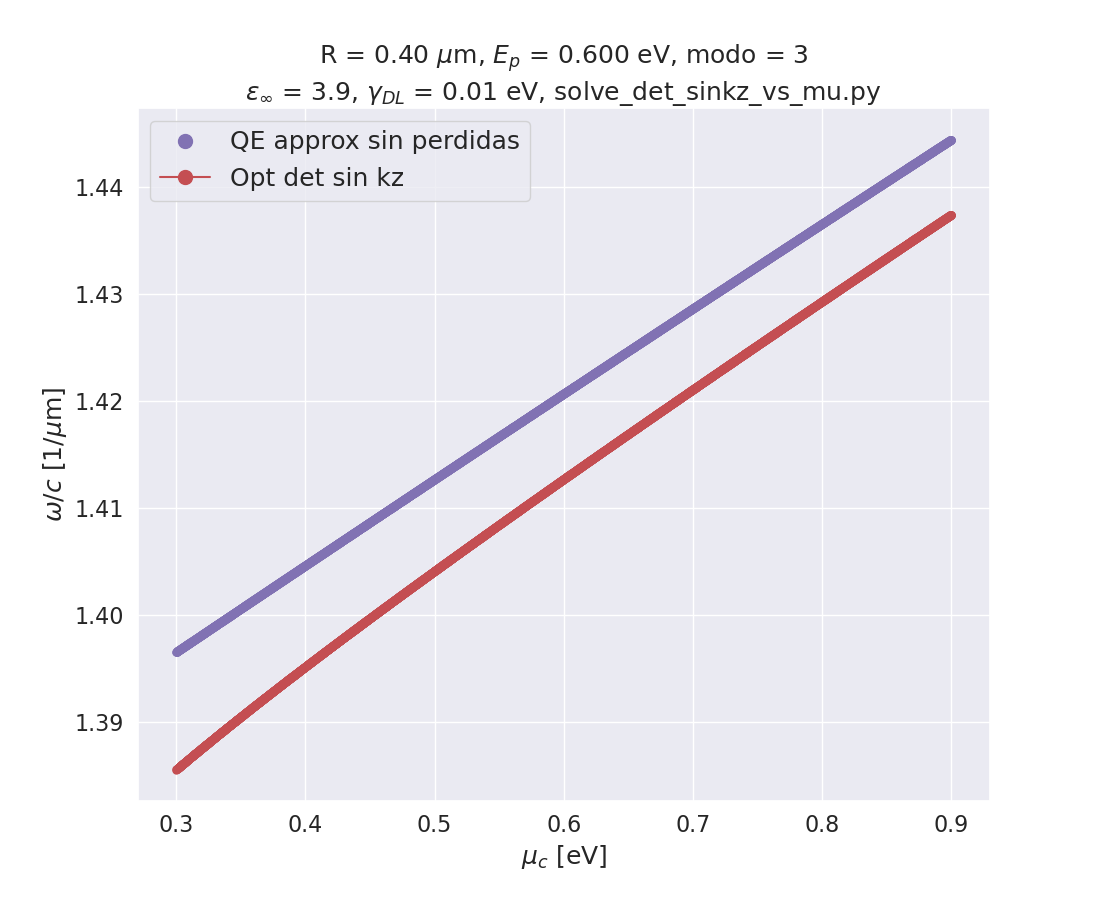 R = 0.40 μm, E_p = 0.600 eV, modo = 3
ε_∞ = 3.9, γ_DL = 0.01 eV, solve_det_sinkz_vs_mu.py
QE approx sin perdidas
Opt det sin kz
1.44
1.43
1.42
1.41
1.40
1.39
ω/c [1/μm]
0.3 0.4 0.5 0.6 0.7 0.8 0.9
μ_c [eV]